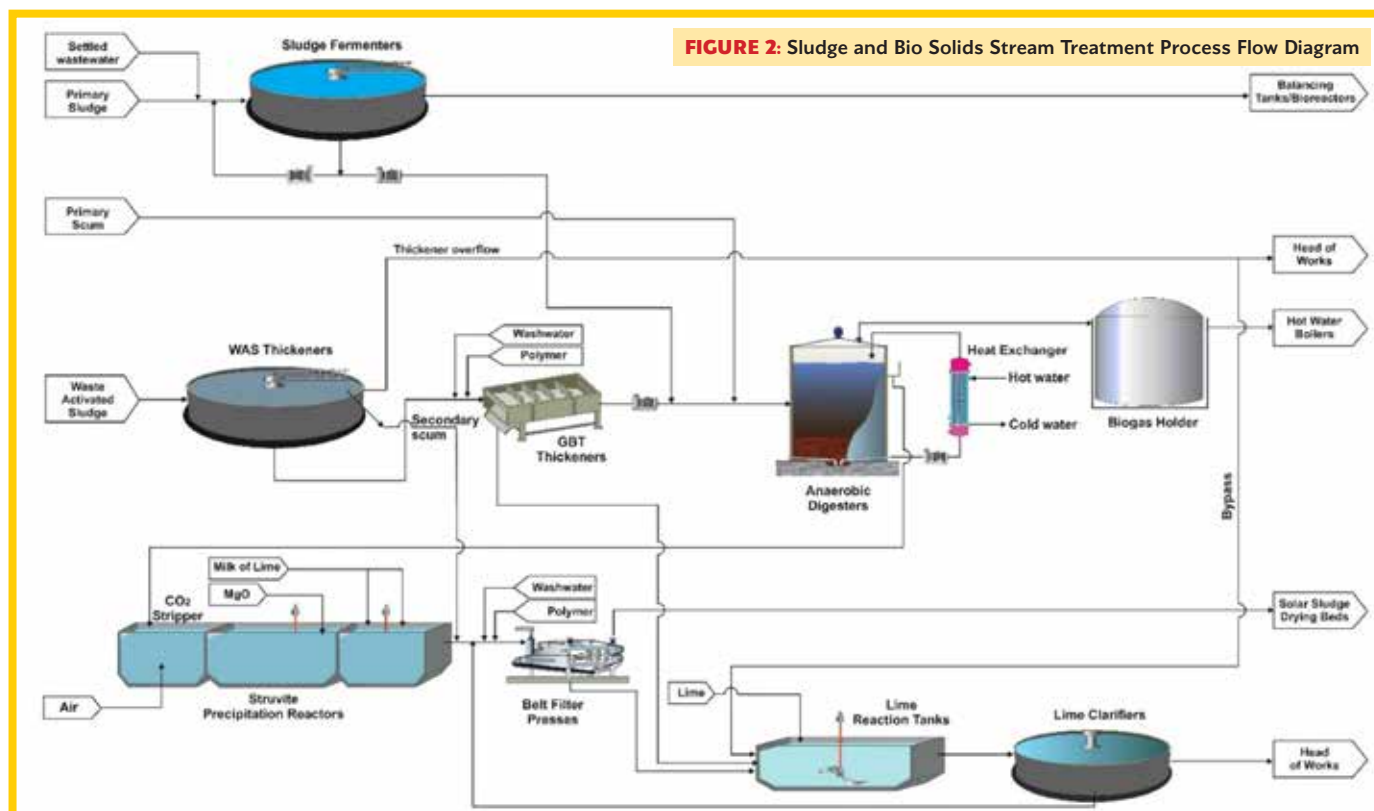 FIGURE 2: Sludge and Bio Solids Stream Treatment Process Flow Diagram
Settled
wastewater
Sludge Fermenters
Primary
Sludge
Balancing
Tanks/Bioreactors
Primary
Scum
Thickener overflow
Head of
Works
Washwater
Hot Water
Boilers
WAS Thickeners
Polymer
Heat Exchanger
Hot water
Waste
Activated
Sludge
Secondary
scum
GBT
Thickeners
Cold water
Biogas Holder
Anaerobic
Digesters
Bypass
Milk of Lime
MgO
CO₂
Stripper
Washwater
Polymer
Solar Sludge
Drying Beds
Air
Struvite
Precipitation Reactors
Belt Filter
Presses
Lime
Lime
Reaction Tanks
Lime Clarifiers
Head
of Works